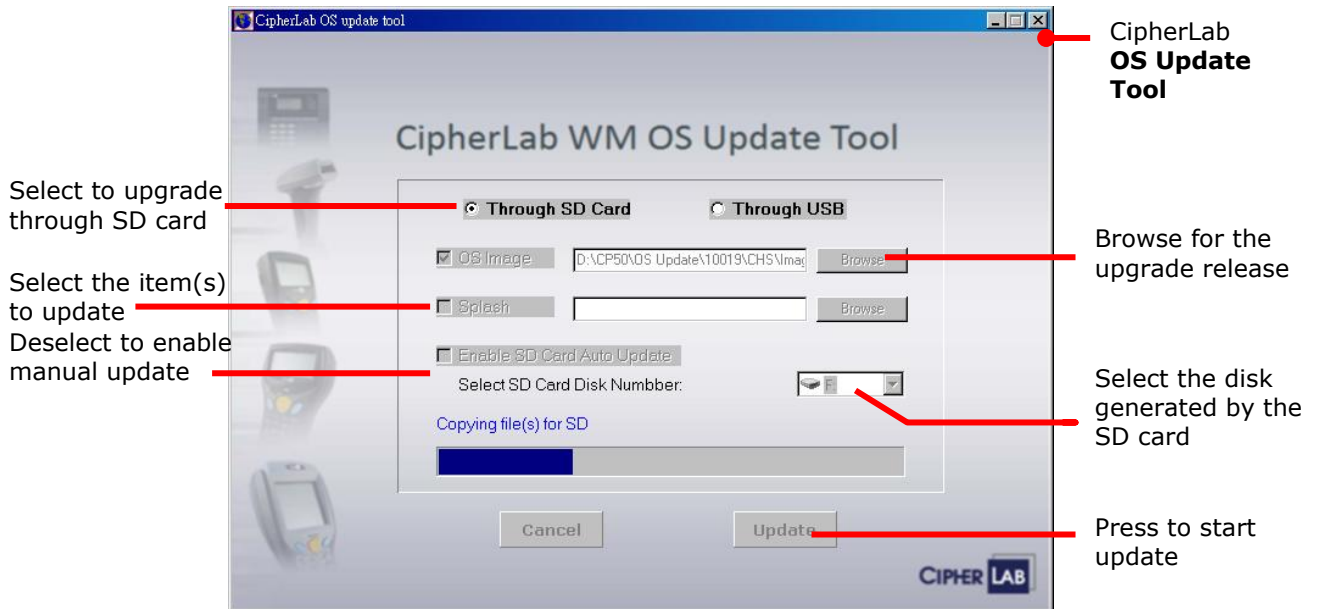 CipherLab OS update tool
CipherLab
OS Update
Tool
CipherLab WM OS Update Tool
Select to upgrade
through SD card
Through SD Card
Through USB
OS Image
D:\CP50\OS Update\10019\CHS\Imag
Browse
Browse for the
upgrade release
Select the item(s)
to update
Splash
Browse
Deselect to enable
manual update
Enable SD Card Auto Update
Select SD Card Disk Numbber:
F:
Select the disk
generated by the
SD card
Copying file(s) for SD
Cancel
Update
Press to start
update
CIPHER LAB